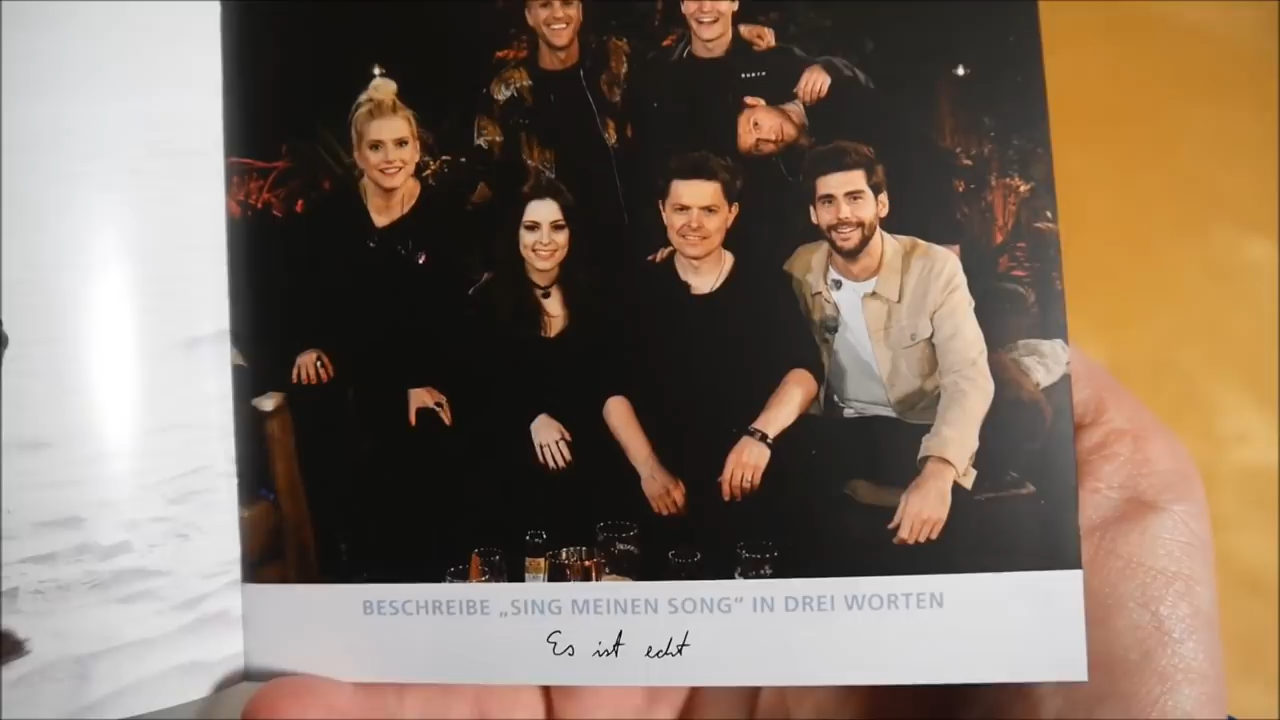 BESCHREIBE „SING MEINEN SONG“ IN DREI WORTEN
Es ist echt